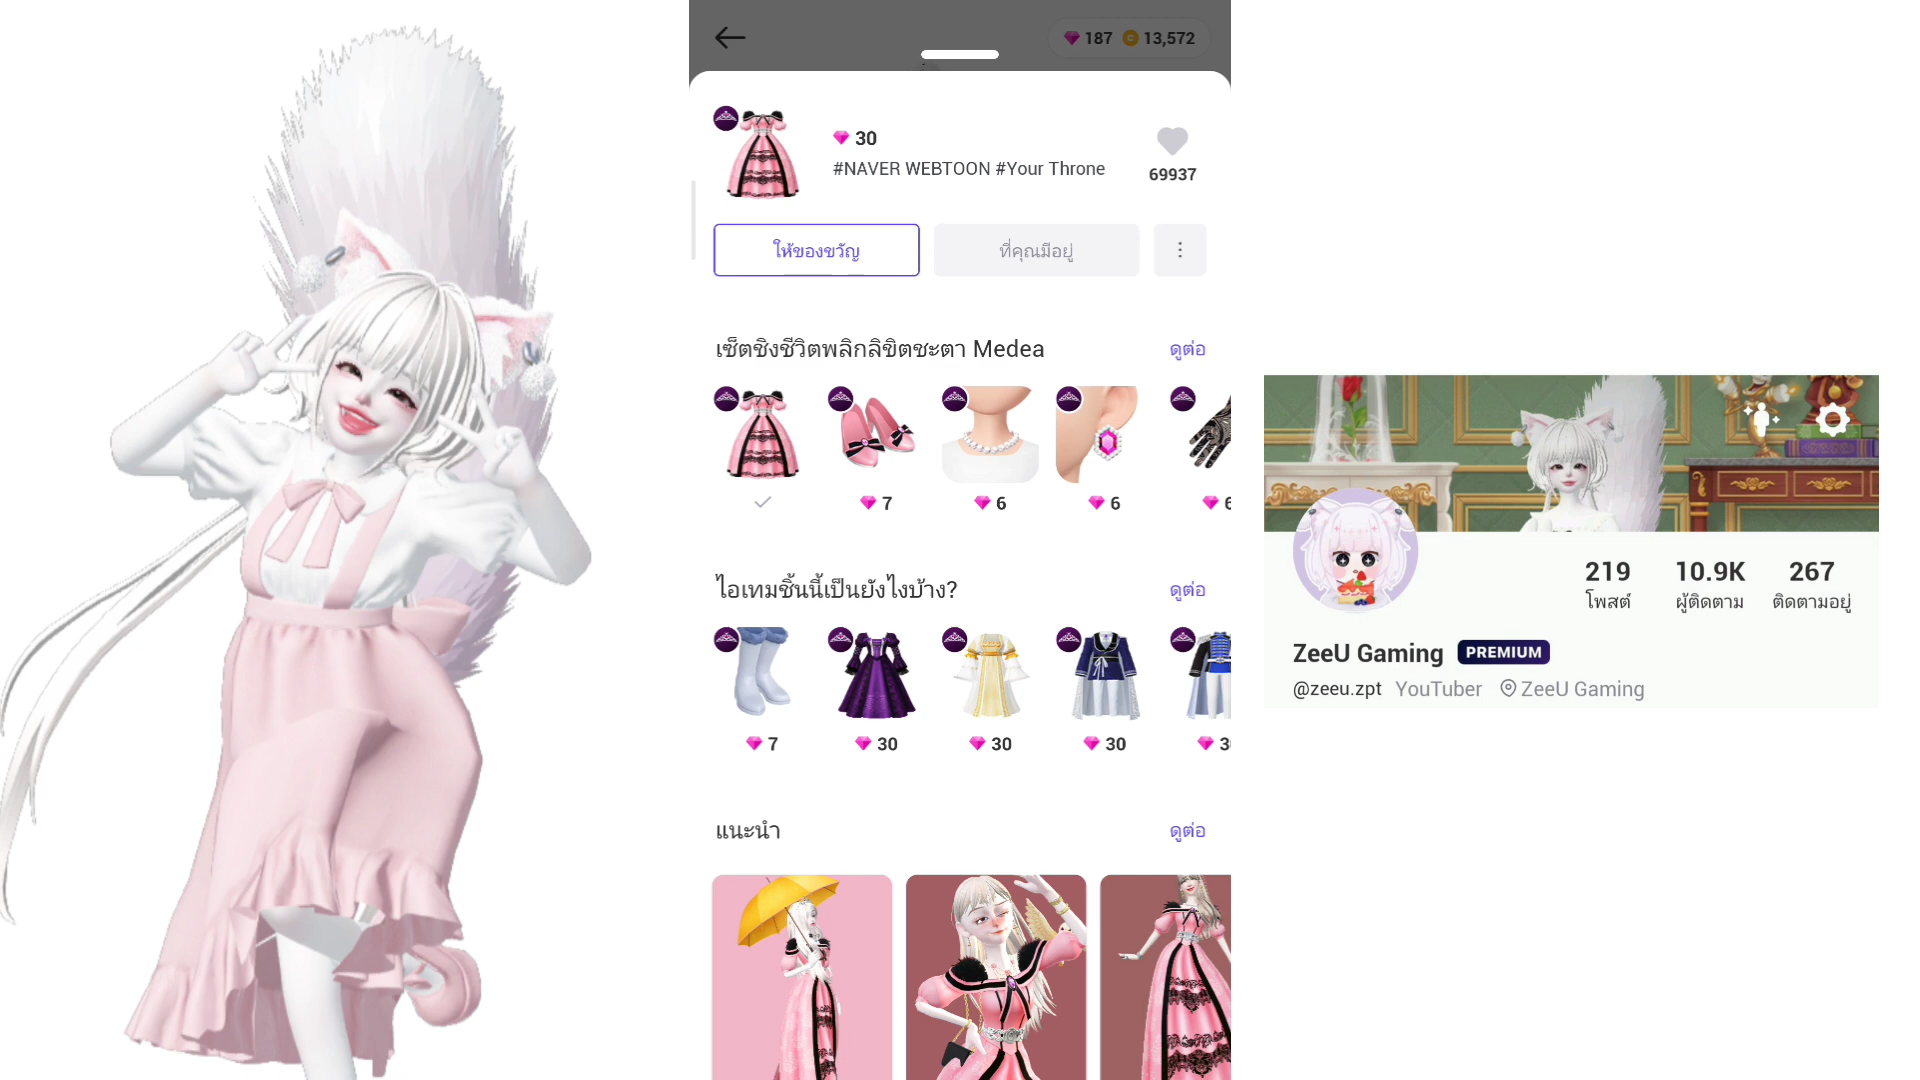 187 13,572
30
#NAVER WEBTOON #Your Throne
69937
ให้ของขวัญ
ที่คุณมีอยู่
เซ็ตชิงชีวิตพลิกลิขิตชะตา Medea
ดูต่อ
7
6
6
6
ไอเทมชิ้นนี้เป็นยังไงบ้าง?
ดูต่อ
7
30
30
30
แนะนำ
ดูต่อ
219
10.9K
267
โพสต์
ผู้ติดตาม
ติดตามอยู่
ZeeU Gaming PREMIUM
@zeeu.zpt YouTuber ZeeU Gaming